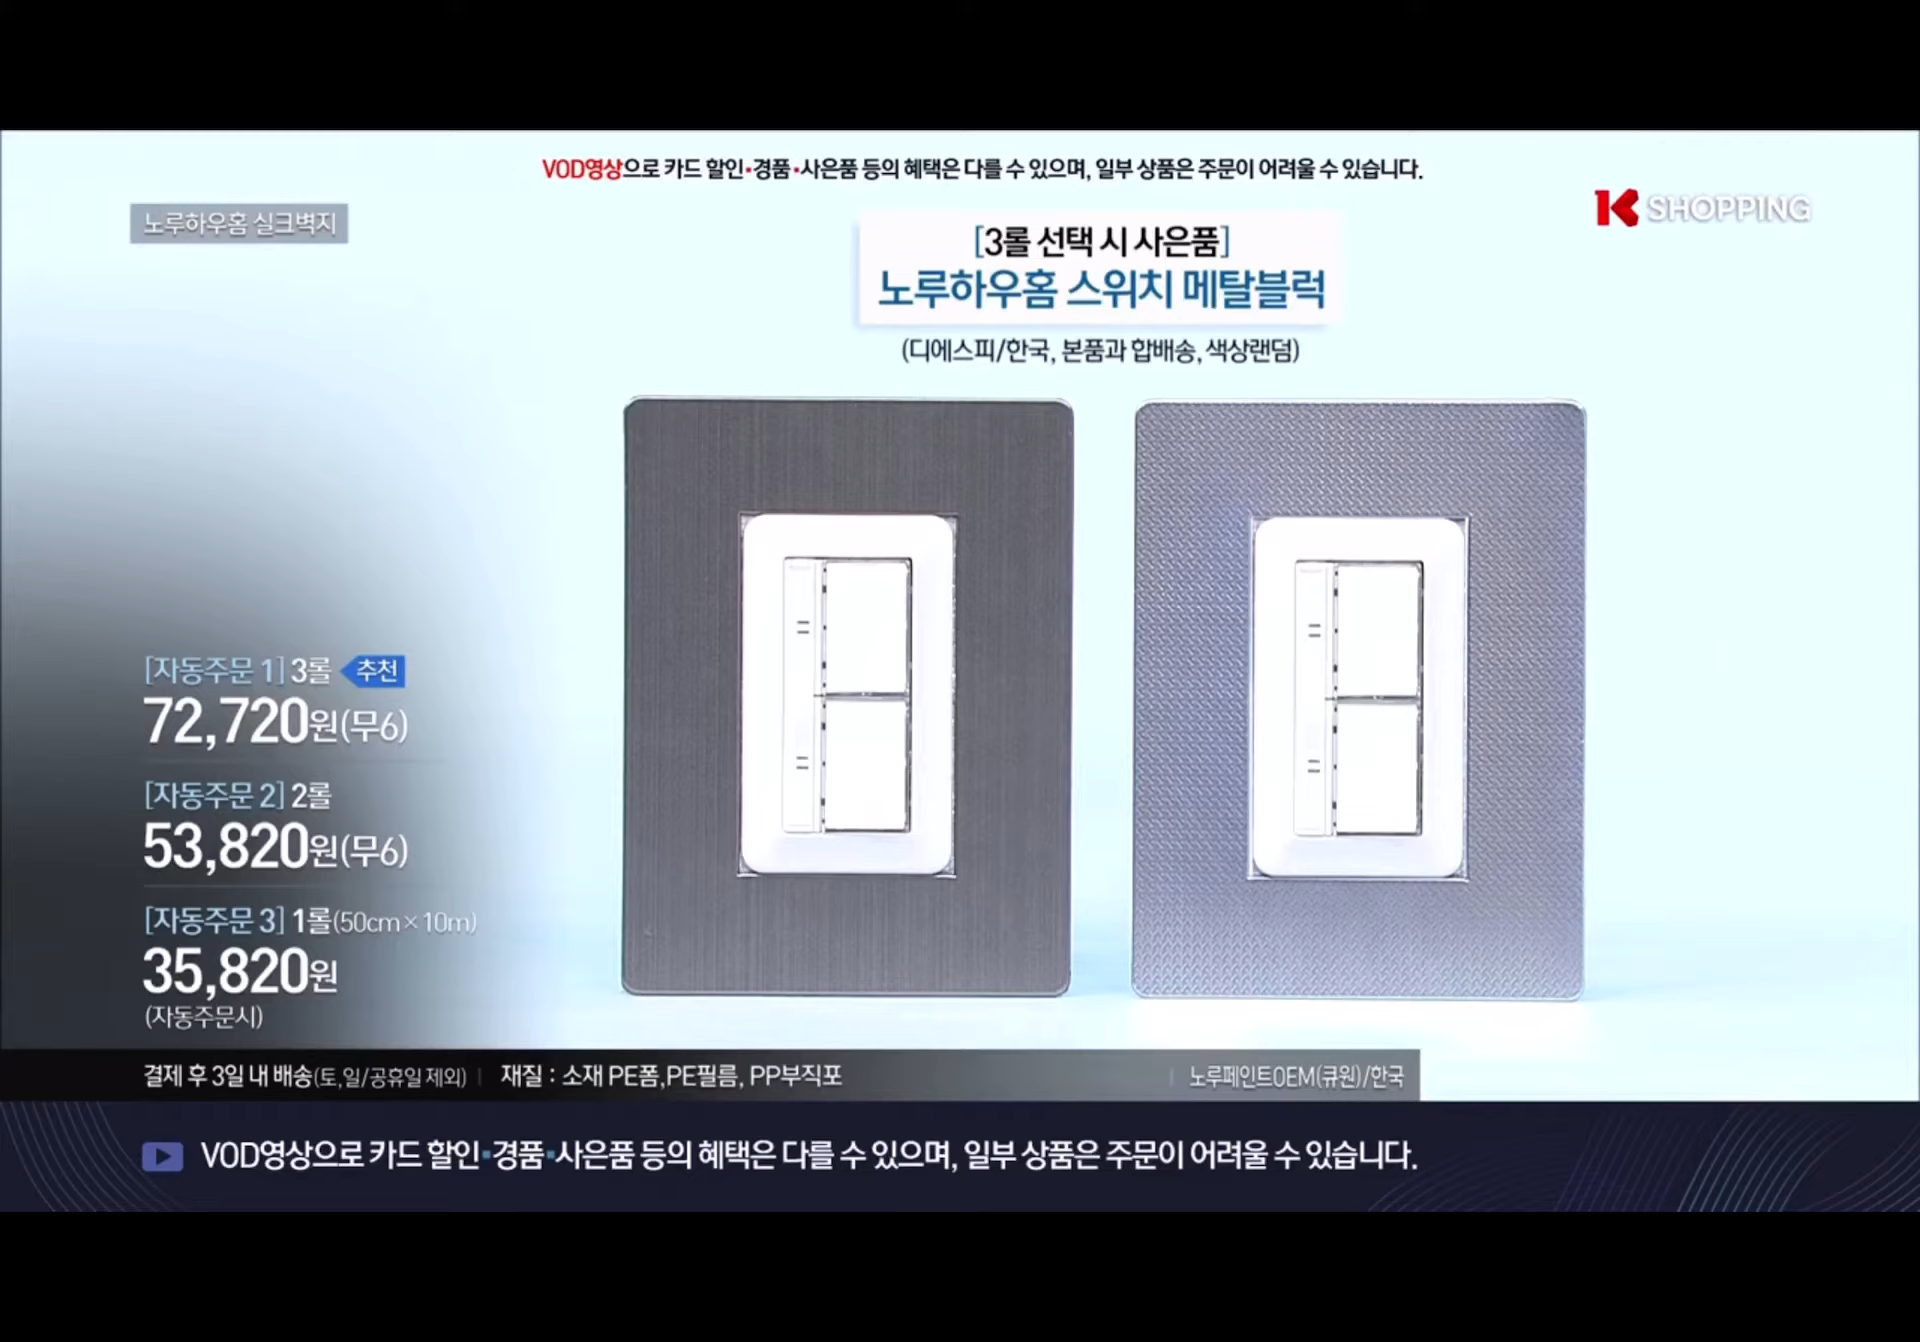 VOD영상으로 카드 할인·경품·사은품 등의 혜택은 다를 수 있으며, 일부 상품은 주문이 어려울 수 있습니다.
노루하우홈 실크벽지
K SHOPPING
[3롤 선택 시 사은품]
노루하우홈 스위치 메탈블럭
(디에스피/한국, 본품과 합배송, 색상랜덤)
[자동주문 1] 3롤 추천
72,720원(무6)
[자동주문 2] 2롤
53,820원(무6)
[자동주문 3] 1롤(50cm×10m)
35,820원
(자동주문시)
결제 후 3일 내 배송(토,일/공휴일 제외) | 재질 : 소재 PE폼,PE필름, PP부직포 | 노루페인트OEM(큐원)/한국
VOD영상으로 카드 할인·경품·사은품 등의 혜택은 다를 수 있으며, 일부 상품은 주문이 어려울 수 있습니다.